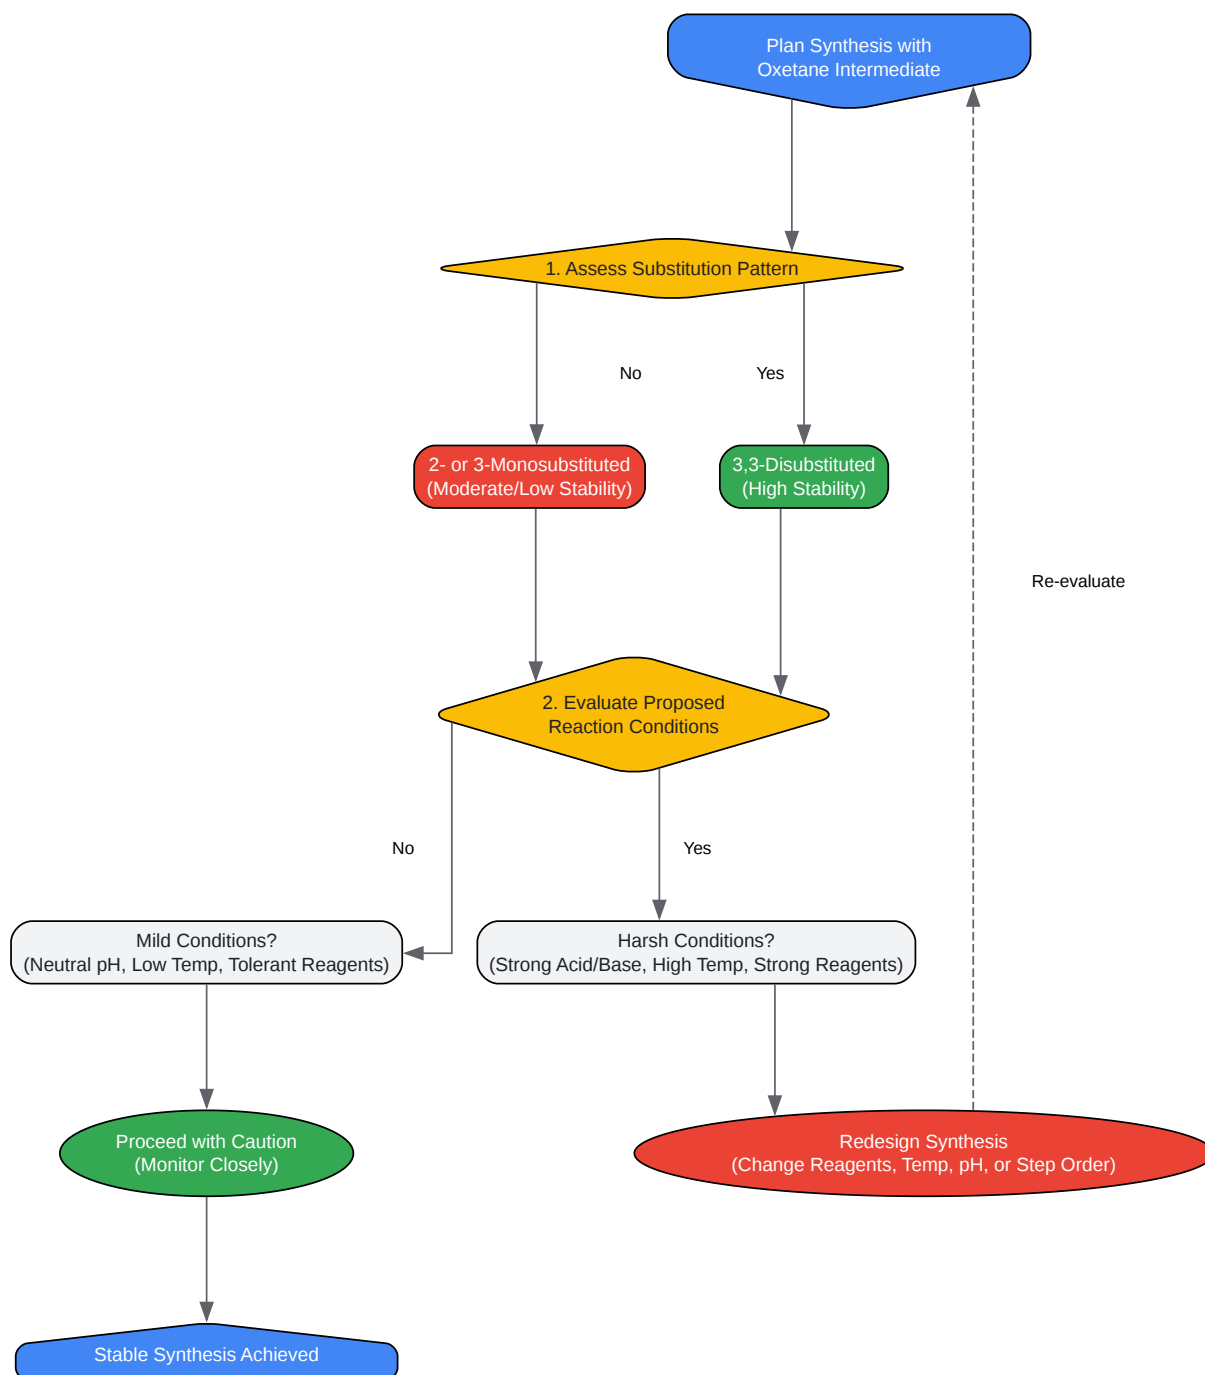 Plan Synthesis with
Oxetane Intermediate
1. Assess Substitution Pattern
No
Yes
2- or 3-Monosubstituted
(Moderate/Low Stability)
3,3-Disubstituted
(High Stability)
Re-evaluate
2. Evaluate Proposed
Reaction Conditions
No
Yes
Mild Conditions?
(Neutral pH, Low Temp, Tolerant Reagents)
Harsh Conditions?
(Strong Acid/Base, High Temp, Strong Reagents)
Proceed with Caution
(Monitor Closely)
Redesign Synthesis
(Change Reagents, Temp, pH, or Step Order)
Stable Synthesis Achieved